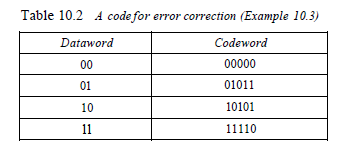 Table 10.2 A code for error correction (Example 10.3)
Dataword Codeword
00 00000
01 01011
10 10101
11 11110